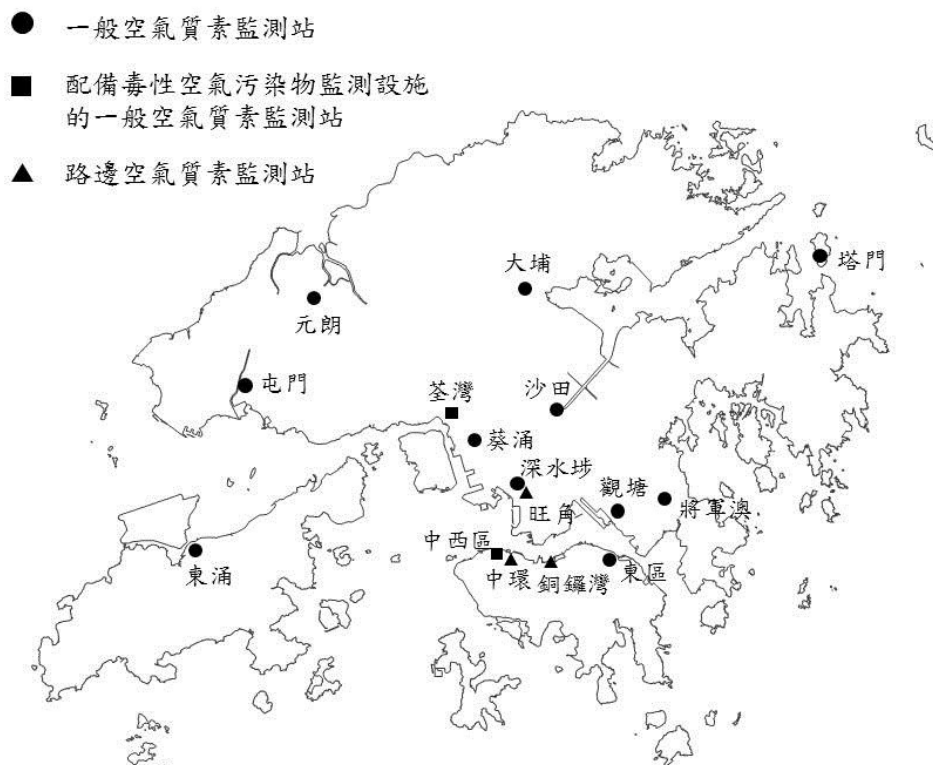 一般空氣質素監測站
配備毒性空氣污染物監測設施
的一般空氣質素監測站
路邊空氣質素監測站
塔門
大埔
元朗
屯門
荃灣
沙田
葵涌
深水埗
觀塘
將軍澳
旺角
中西區
東涌
中環
銅鑼灣
東區